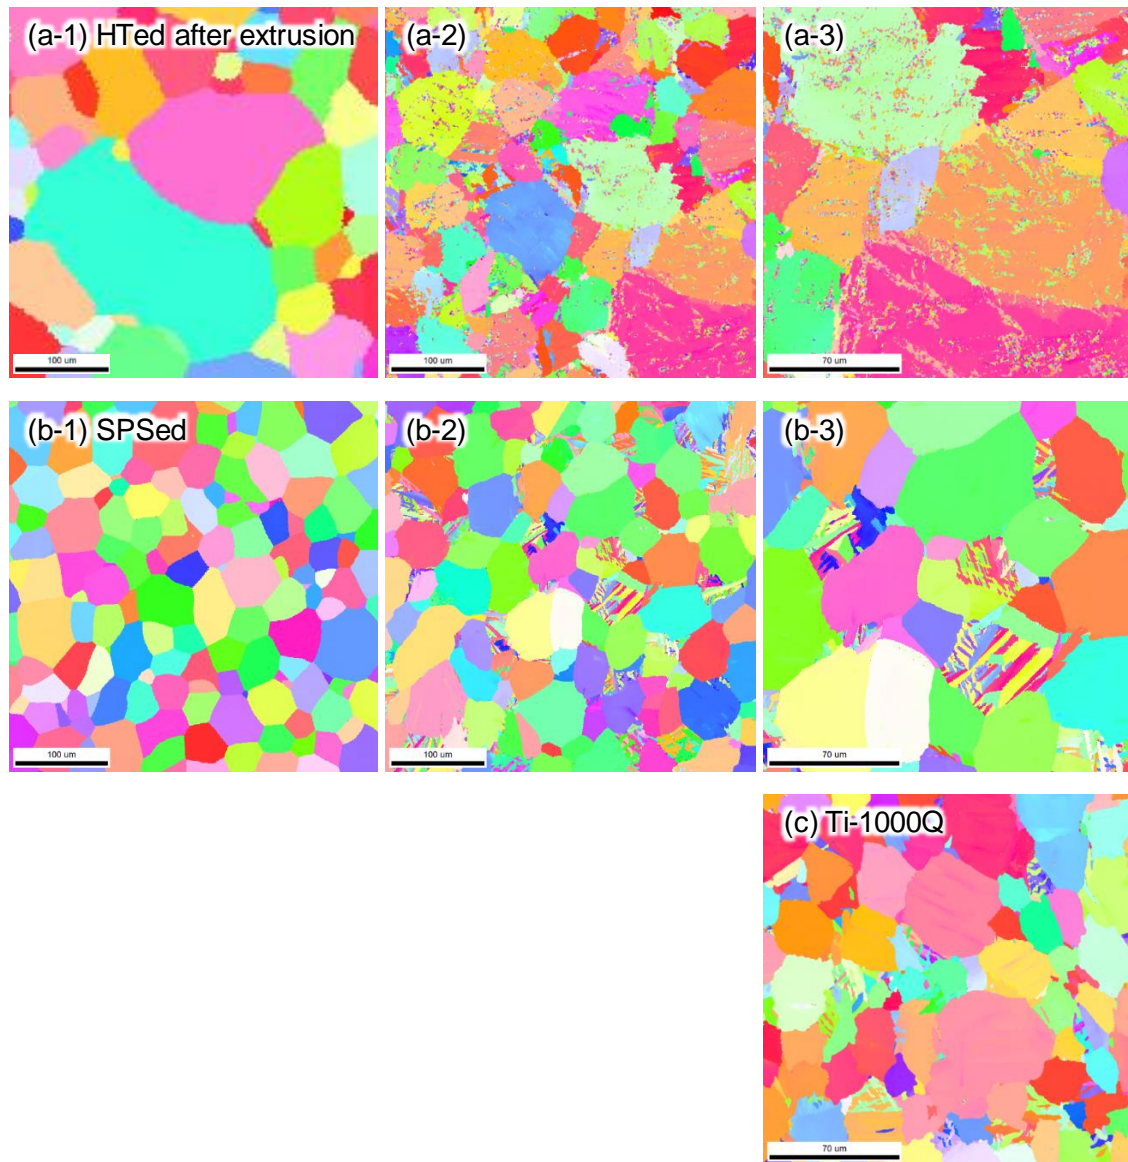 (a-1) HTed after extrusion
(a-2)
(a-3)
100 um
100 um
70 um
(b-1) SPSed
(b-2)
(b-3)
100 um
100 um
70 um
(c) Ti-1000Q
70 um